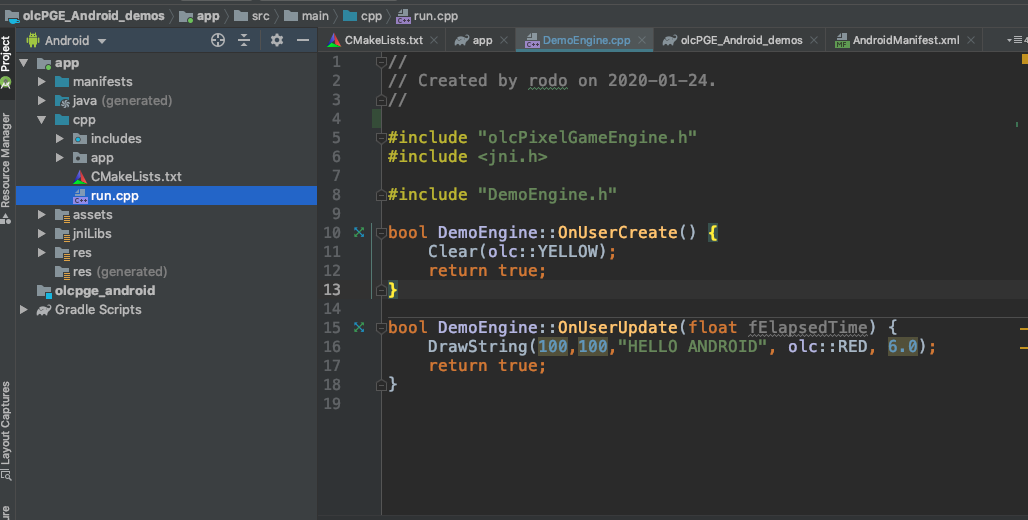 olcPGE_Android_demos app src main cpp run.cpp
Project
Resource Manager
Layout Captures
Android
app
manifests
java (generated)
cpp
includes
app
CMakeLists.txt
run.cpp
assets
jniLibs
res
res (generated)
olcpge_android
Gradle Scripts
CMakeLists.txt app DemoEngine.cpp olcPGE_Android_demos AndroidManifest.xml
1 //
2 // Created by rodo on 2020-01-24.
3 //
4
5 #include "olcPixelGameEngine.h"
6 #include <jni.h>
7
8 #include "DemoEngine.h"
9
10 bool DemoEngine::OnUserCreate() {
11 Clear(olc::YELLOW);
12 return true;
13 }
14
15 bool DemoEngine::OnUserUpdate(float fElapsedTime) {
16 DrawString(100,100,"HELLO ANDROID", olc::RED, 6.0);
17 return true;
18 }
19